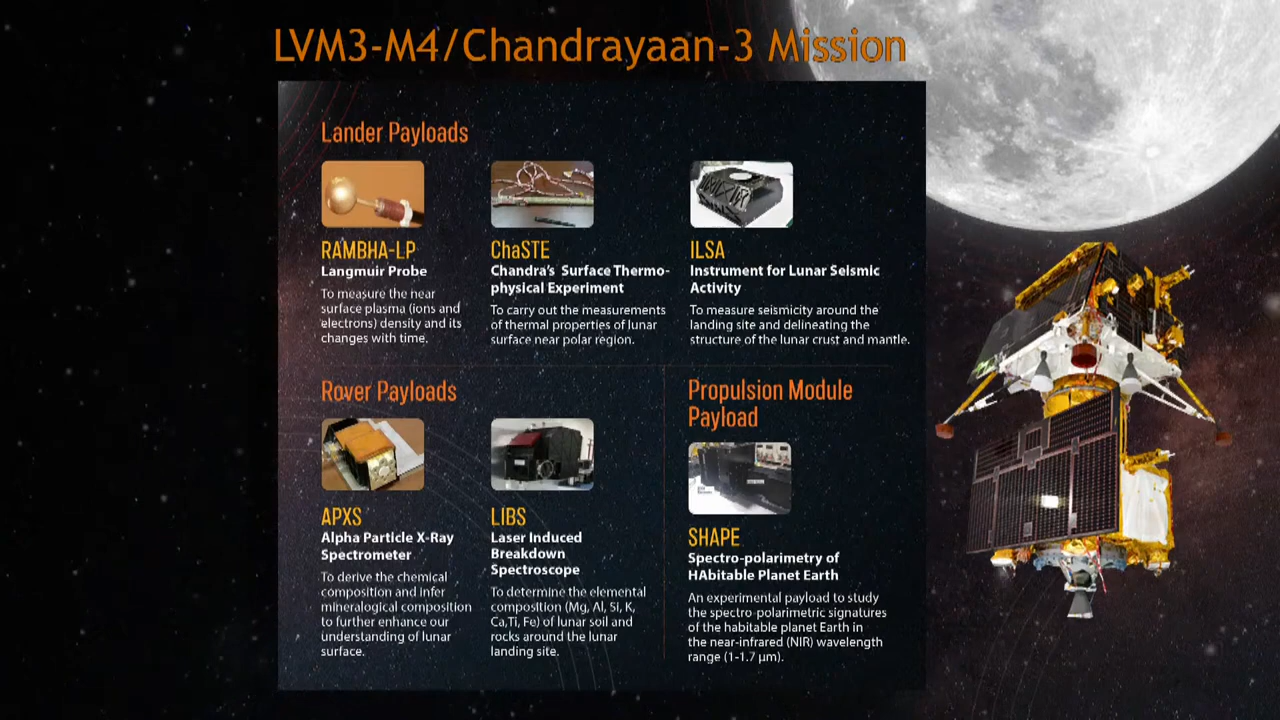 LVM3-M4/Chandrayaan-3 Mission
Lander Payloads
RAMBHA-LP
Langmuir Probe
To measure the near
surface plasma (ions and
electrons) density and its
changes with time.
ChaSTE
Chandra's Surface Thermo-
physical Experiment
To carry out the measurements
of thermal properties of lunar
surface near polar region.
ILSA
Instrument for Lunar Seismic
Activity
To measure seismicity around the
landing site and delineating the
structure of the lunar crust and mantle.
Rover Payloads
APXS
Alpha Particle X-Ray
Spectrometer
To derive the chemical
composition and infer
mineralogical composition
to further enhance our
understanding of lunar
surface.
LIBS
Laser Induced
Breakdown
Spectroscope
To determine the elemental
composition (Mg, Al, Si, K,
Ca,Ti, Fe) of lunar soil and
rocks around the lunar
landing site.
Propulsion Module
Payload
SHAPE
Spectro-polarimetry of
HAbitable Planet Earth
An experimental payload to study
the spectro-polarimetric signatures
of the habitable planet Earth in
the near-infrared (NIR) wavelength
range (1-1.7 μm).